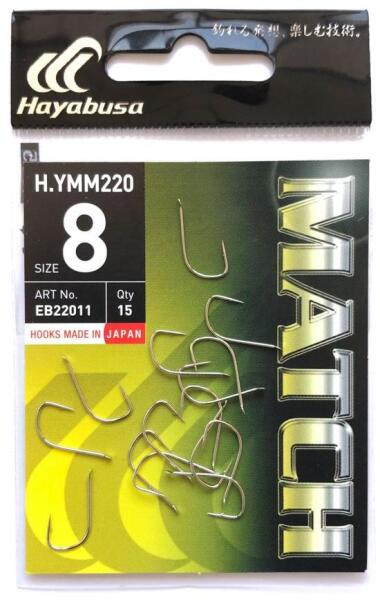 釣れる発想、楽しむ技術。
Hayabusa
H.YMM220
8
SIZE
ART No. Qty
EB22011 15
HOOKS MADE IN JAPAN
MATCH